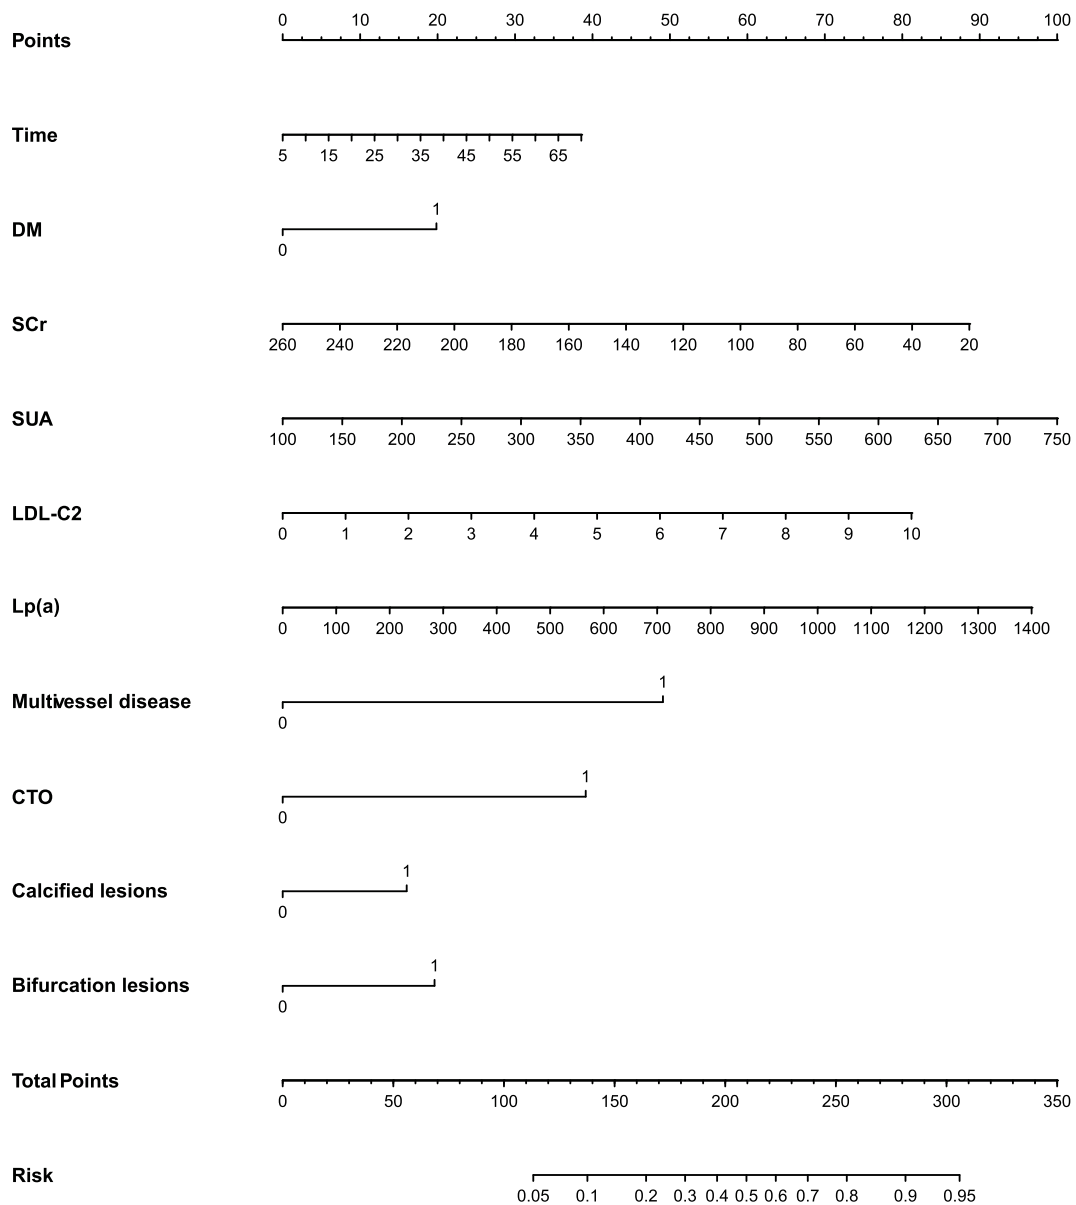 0 10 20 30 40 50 60 70 80 90 100
Points
Time
5 15 25 35 45 55 65
1
DM
0
SCr
260 240 220 200 180 160 140 120 100 80 60 40 20
SUA
100 150 200 250 300 350 400 450 500 550 600 650 700 750
LDL-C2
0 1 2 3 4 5 6 7 8 9 10
Lp(a)
0 100 200 300 400 500 600 700 800 900 1000 1100 1200 1300 1400
1
Multivessel disease
0
1
CTO
0
1
Calcified lesions
0
1
Bifurcation lesions
0
Total Points
0 50 100 150 200 250 300 350
Risk
0.05 0.1 0.2 0.3 0.4 0.5 0.6 0.7 0.8 0.9 0.95